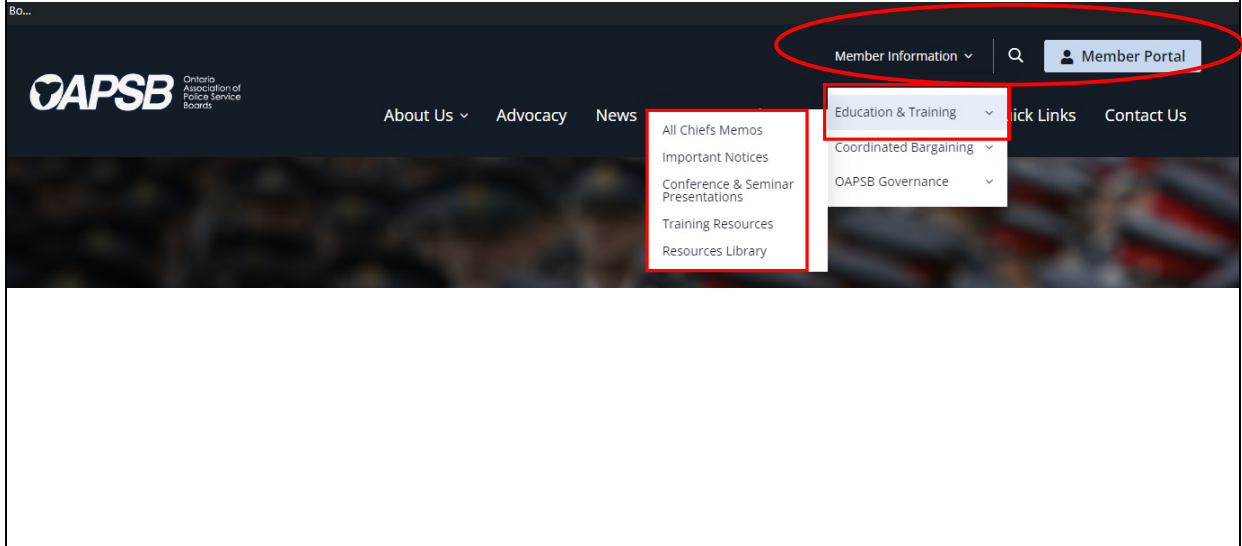 Bo...
Member Information
Member Portal
OAPSB
Ontario
Association of
Police Service
Boards
About Us
Advocacy
News
ick Links
Contact Us
Education & Training
Coordinated Bargaining
OAPSB Governance
All Chiefs Memos
Important Notices
Conference & Seminar
Presentations
Training Resources
Resources Library